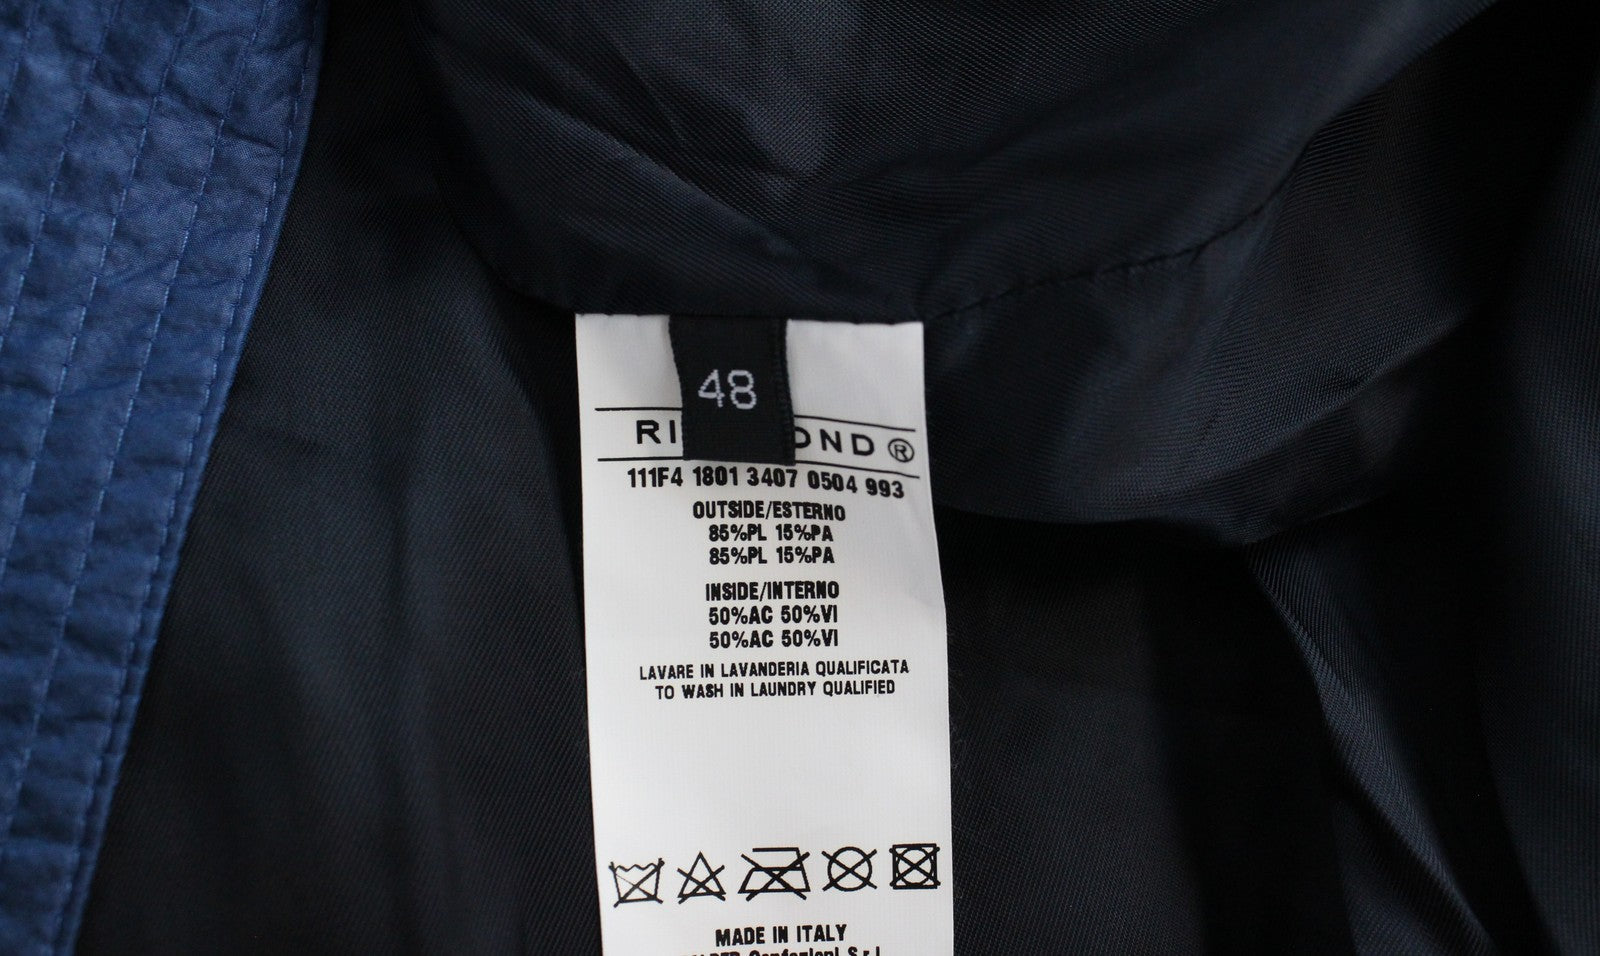 48
111F4 1801 3407 0504 993
OUTSIDE/ESTERNO
85%PL 15%PA
85%PL 15%PA
INSIDE/INTERNO
50%AC 50%VI
50%AC 50%VI
LAVARE IN LAVANDERIA QUALIFICATA
TO WASH IN LAUNDRY QUALIFIED
MADE IN ITALY
Confezioni S.r.l.